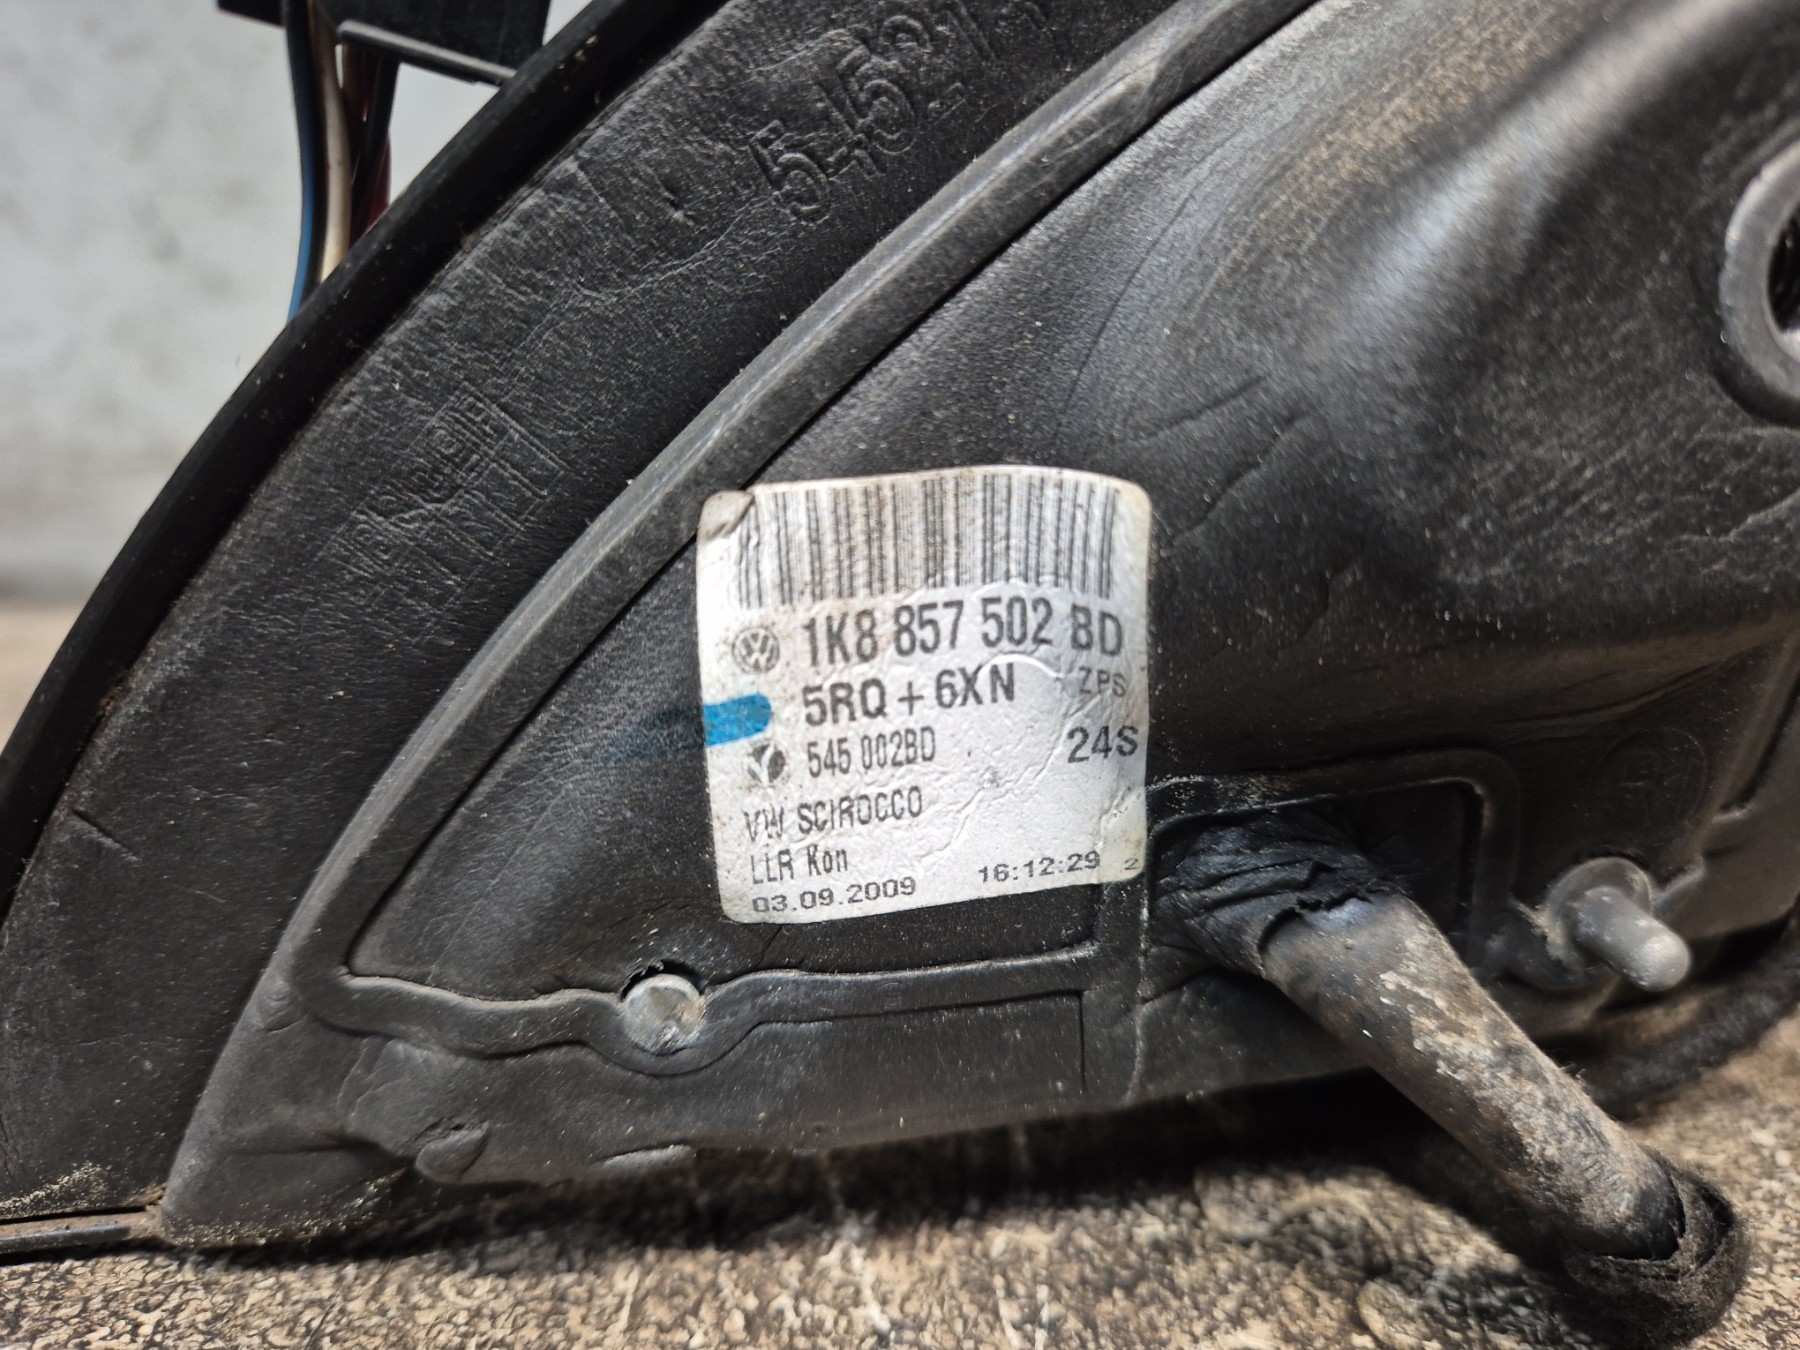 1K8 857 502 BD
5RQ + 6XN ZPS
545 002BD 24S
VW SCIROCCO
LLR Kon
03.09.2009 16:12:29 2